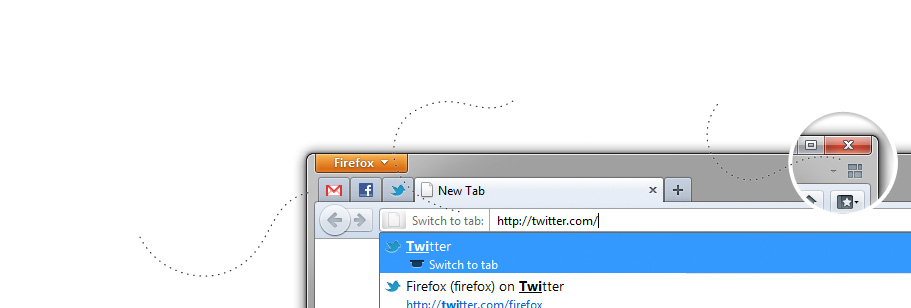 Firefox
New Tab
Switch to tab: http://twitter.com/
Twitter
Switch to tab
Firefox (firefox) on Twitter
http://twitter.com/firefox